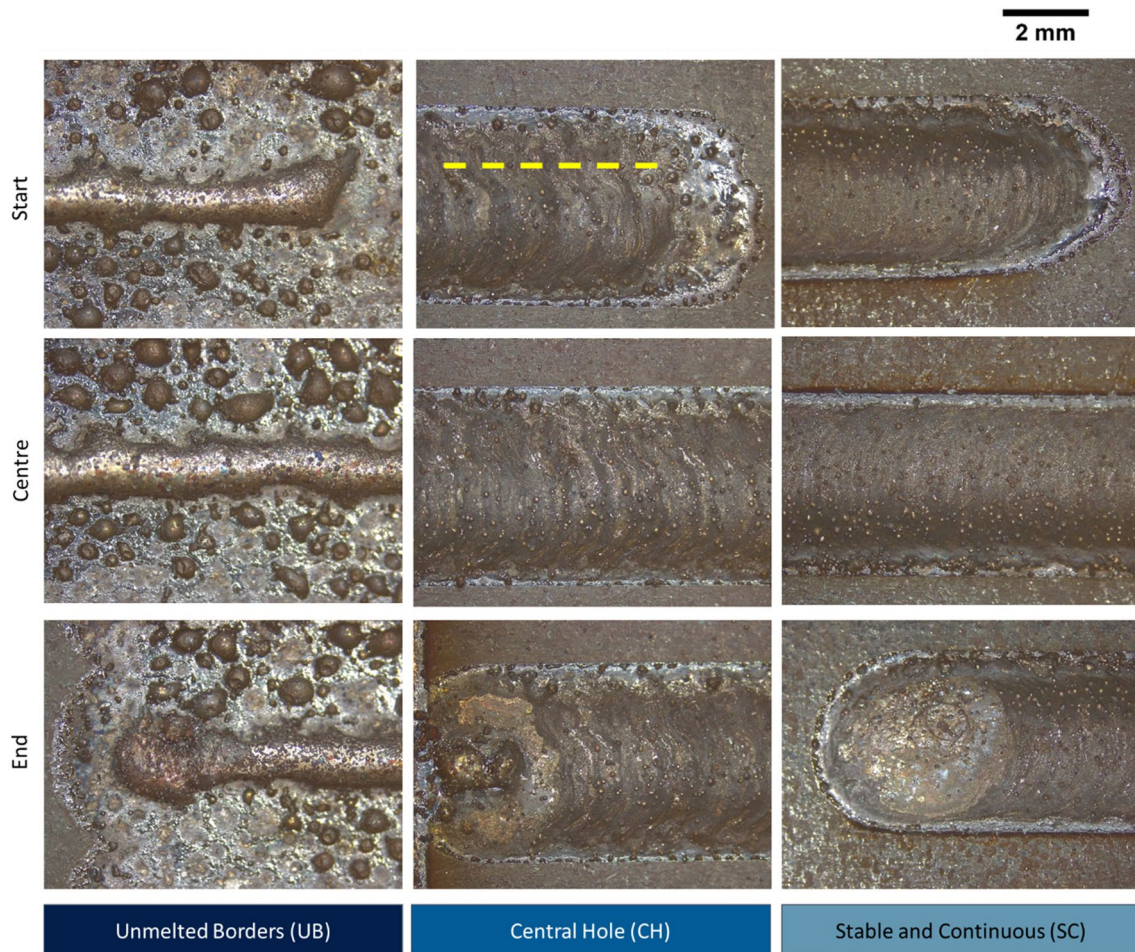 2 mm
Start
Centre
End
Unmelted Borders (UB)
Central Hole (CH)
Stable and Continuous (SC)